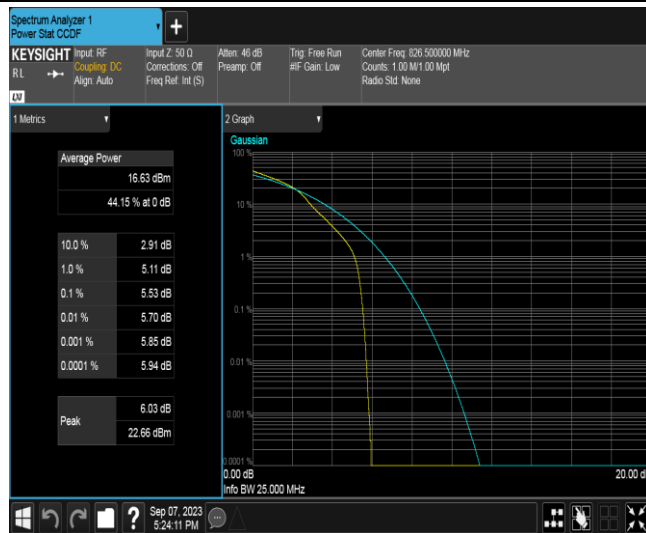 Spectrum Analyzer 1
Power Stat CCDF
KEYSIGHT
RL
Input: RF
Coupling: DC
Align: Auto
Input Z: 50 Ω
Corrections: Off
Freq Ref: Int (S)
Atten: 46 dB
Preamp: Off
Trig: Free Run
#IF Gain: Low
Center Freq: 826.500000 MHz
Counts: 1.00 M/1.00 Mpt
Radio Std: None
1 Metrics
Average Power
16.63 dBm
44.15 % at 0 dB
10.0 % 2.91 dB
1.0 % 5.11 dB
0.1 % 5.53 dB
0.01 % 5.70 dB
0.001 % 5.85 dB
0.0001 % 5.94 dB
Peak
6.03 dB
22.66 dBm
2 Graph
Gaussian
100 %
10 %
1 %
0.1 %
0.01 %
0.001 %
0.0001 %
0.00 dB
20.00 d
Info BW 25.000 MHz
?
Sep 07, 2023
5:24:11 PM